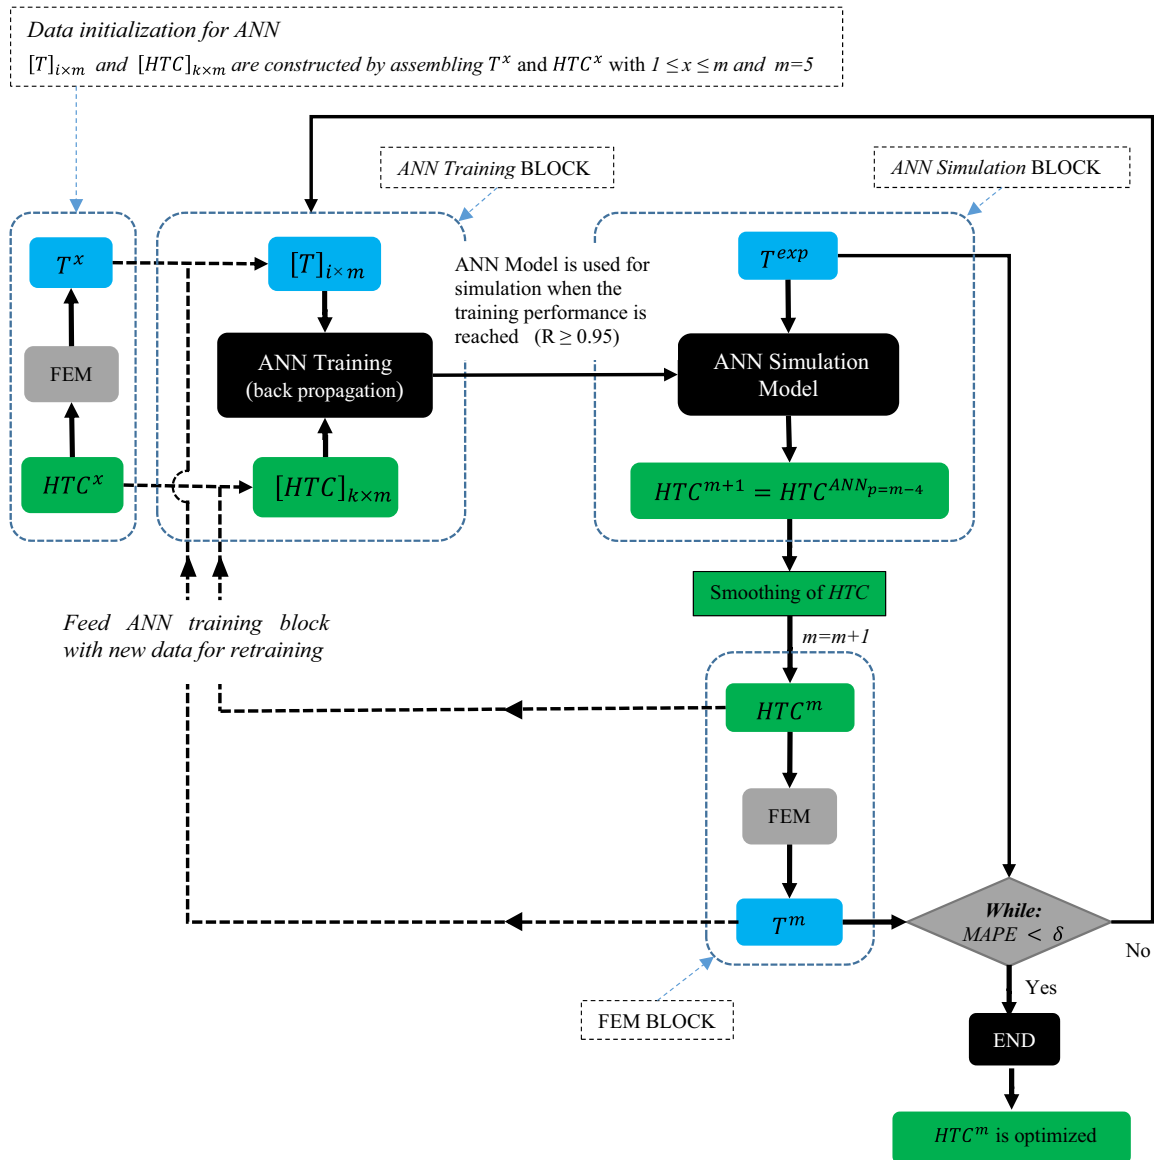 Data initialization for ANN
[T]_{i×m} and [HTC]_{k×m} are constructed by assembling T^x and HTC^x with 1 ≤ x ≤ m and m=5
ANN Training BLOCK
ANN Simulation BLOCK
T^x
[T]_{i×m}
T^{exp}
ANN Model is used for
simulation when the
training performance is
reached (R ≥ 0.95)
FEM
ANN Training
(back propagation)
ANN Simulation
Model
HTC^x
[HTC]_{k×m}
HTC^{m+1} = HTC^{ANN_{p=m−4}}
Smoothing of HTC
Feed ANN training block
with new data for retraining
m=m+1
HTC^m
FEM
T^m
While:
MAPE < δ
No
Yes
FEM BLOCK
END
HTC^m is optimized